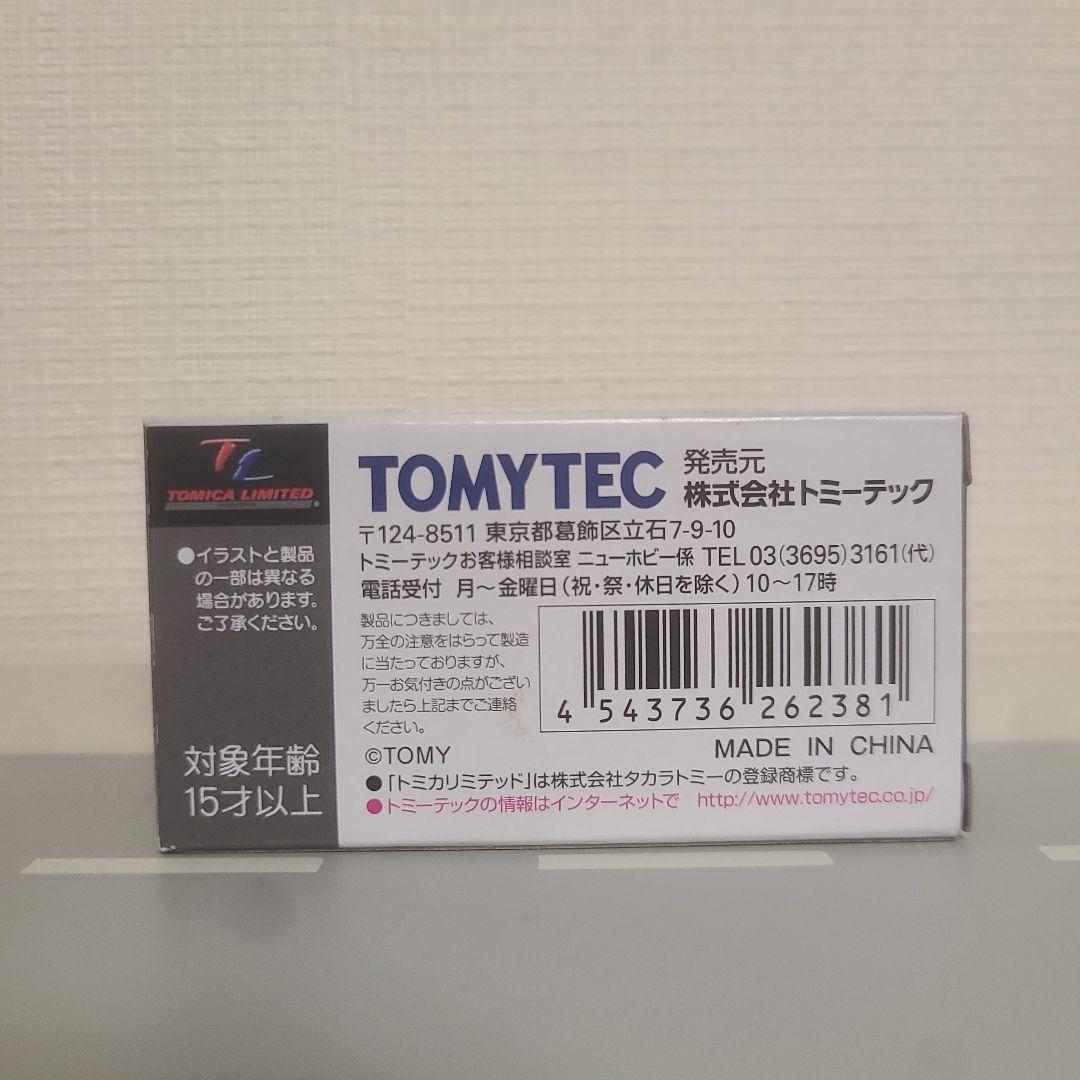 TL
TOMICA LIMITED®
●イラストと製品
の一部は異なる
場合があります。
ご了承ください。
対象年齢
15才以上
TOMYTEC 発売元
株式会社トミーテック
〒124-8511 東京都葛飾区立石7-9-10
トミーテックお客様相談室 ニューホビー係 TEL 03(3695)3161(代)
電話受付 月～金曜日(祝・祭・休日を除く)10～17時
製品につきましては、
万全の注意をはらって製造
に当たっておりますが、
万一お気付きの点がござい
ましたら上記までご連絡
ください。
4 543736 262381
©TOMY MADE IN CHINA
●「トミカリミテッド」は株式会社タカラトミーの登録商標です。
●トミーテックの情報はインターネットで http://www.tomytec.co.jp/